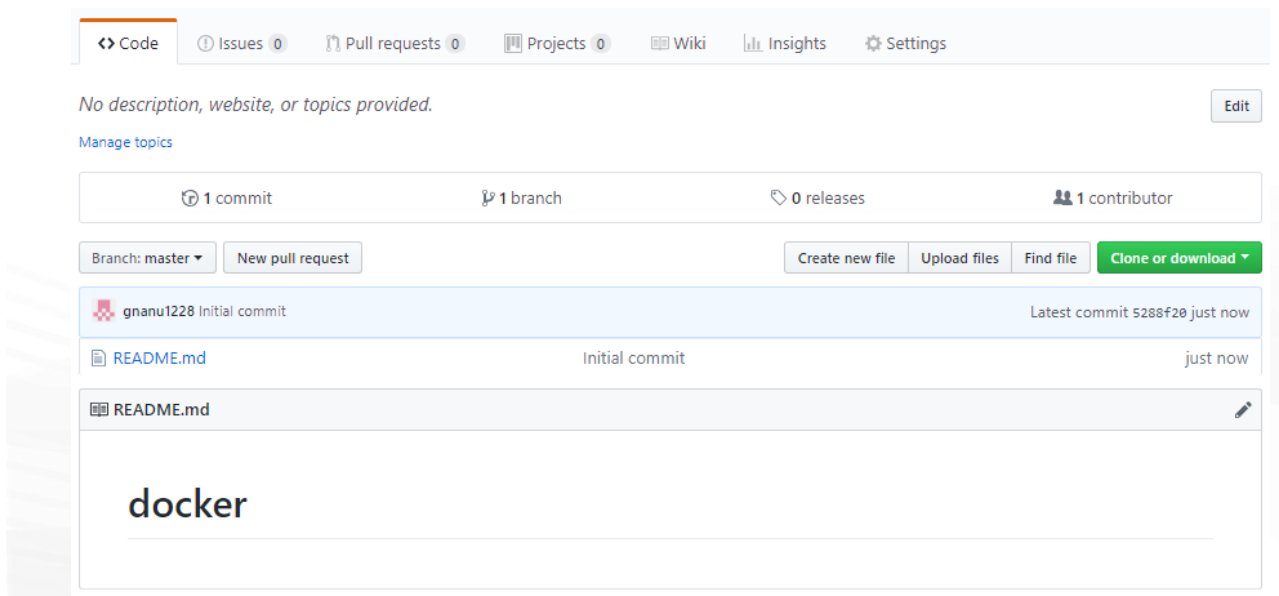 Code Issues 0 Pull requests 0 Projects 0 Wiki Insights Settings
No description, website, or topics provided. Edit
Manage topics
1 commit 1 branch 0 releases 1 contributor
Branch: master New pull request Create new file Upload files Find file Clone or download
gnanu1228 Initial commit Latest commit 5288f20 just now
README.md Initial commit just now
README.md
docker